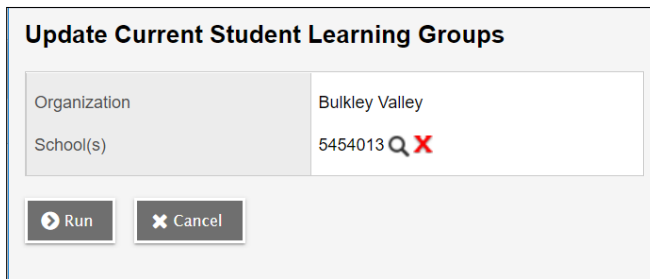 Update Current Student Learning Groups
Organization Bulkley Valley
School(s) 5454013
Run Cancel